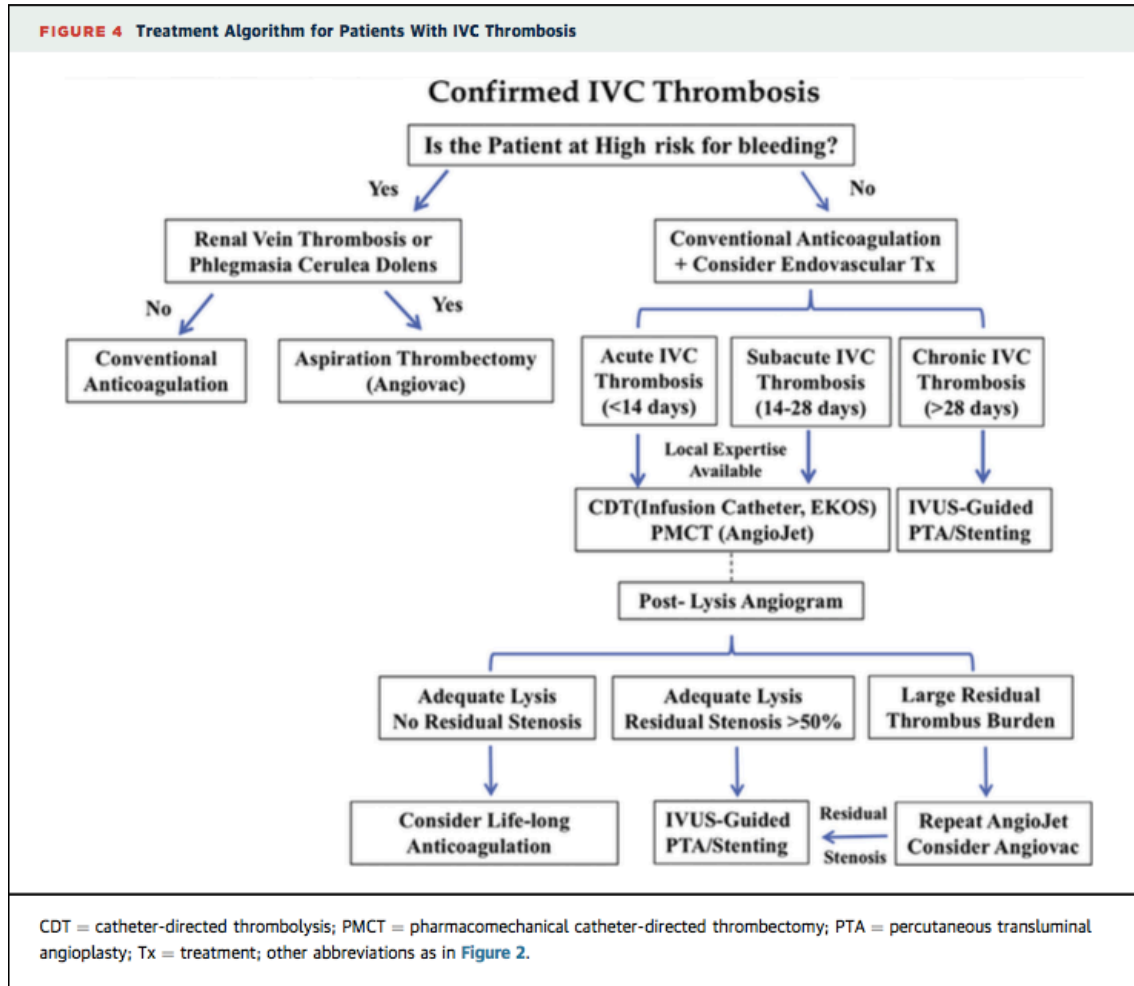 FIGURE 4 Treatment Algorithm for Patients With IVC Thrombosis
Confirmed IVC Thrombosis
Is the Patient at High risk for bleeding?
Yes
No
Renal Vein Thrombosis or
Phlegmasia Cerulea Dolens
Conventional Anticoagulation
+ Consider Endovascular Tx
No
Yes
Conventional
Anticoagulation
Aspiration Thrombectomy
(Angiovac)
Acute IVC
Thrombosis
(<14 days)
Subacute IVC
Thrombosis
(14-28 days)
Chronic IVC
Thrombosis
(>28 days)
Local Expertise
Available
CDT(Infusion Catheter, EKOS)
PMCT (AngioJet)
IVUS-Guided
PTA/Stenting
Post- Lysis Angiogram
Adequate Lysis
No Residual Stenosis
Adequate Lysis
Residual Stenosis >50%
Large Residual
Thrombus Burden
Consider Life-long
Anticoagulation
IVUS-Guided
PTA/Stenting
Residual
Stenosis
Repeat AngioJet
Consider Angiovac
CDT = catheter-directed thrombolysis; PMCT = pharmacomechanical catheter-directed thrombectomy; PTA = percutaneous transluminal
angioplasty; Tx = treatment; other abbreviations as in Figure 2.